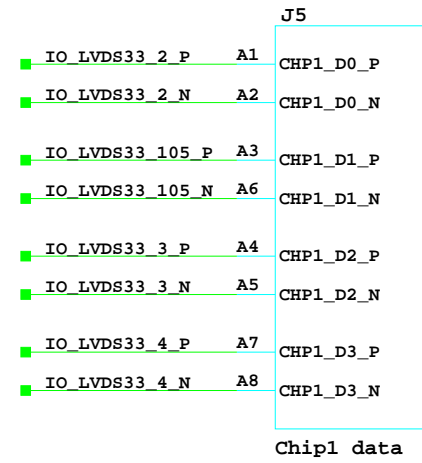 J5
IO_LVDS33_2_P A1 CHP1_D0_P
IO_LVDS33_2_N A2 CHP1_D0_N
IO_LVDS33_105_P A3 CHP1_D1_P
IO_LVDS33_105_N A6 CHP1_D1_N
IO_LVDS33_3_P A4 CHP1_D2_P
IO_LVDS33_3_N A5 CHP1_D2_N
IO_LVDS33_4_P A7 CHP1_D3_P
IO_LVDS33_4_N A8 CHP1_D3_N
Chip1 data